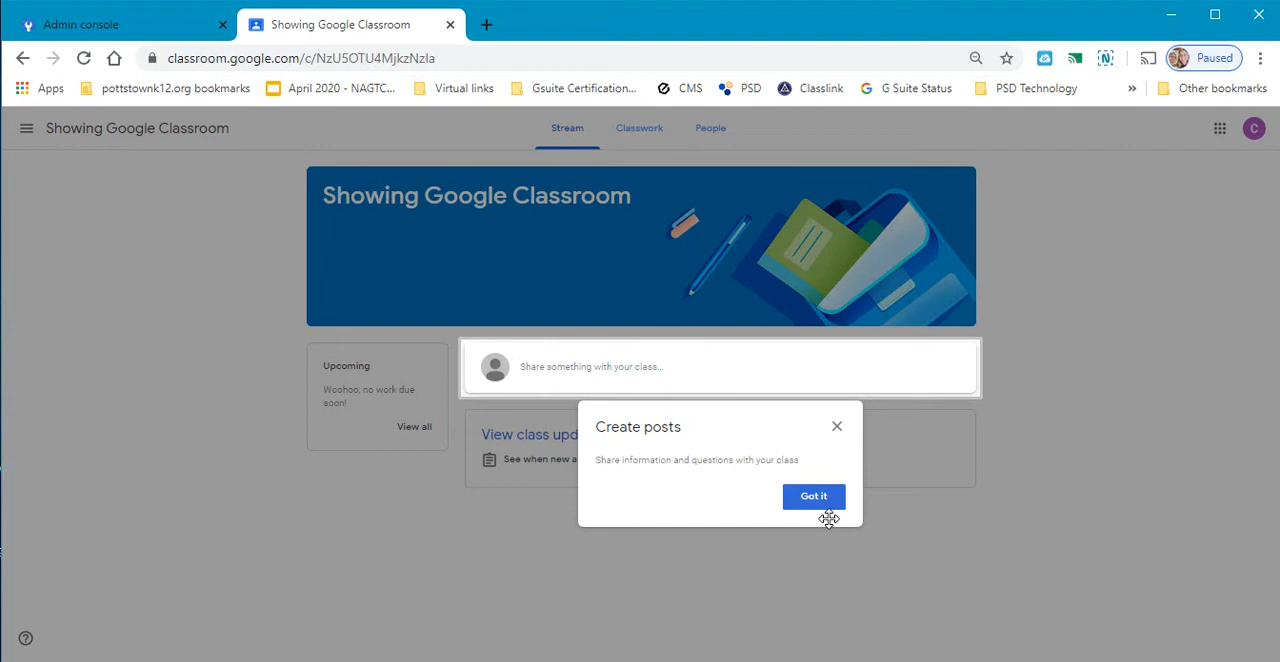 Admin console
Showing Google Classroom
classroom.google.com/c/NzU5OTU4MjkzNzIa
Paused
Apps
pottstownk12.org bookmarks
April 2020 - NAGTC...
Virtual links
Gsuite Certification...
CMS
PSD
Classlink
G Suite Status
PSD Technology
Other bookmarks
Showing Google Classroom
Stream
Classwork
People
C
Showing Google Classroom
Upcoming
Woohoo, no work due
soon!
View all
Share something with your class...
View class upd
See when new a
Create posts
Share information and questions with your class
Got it